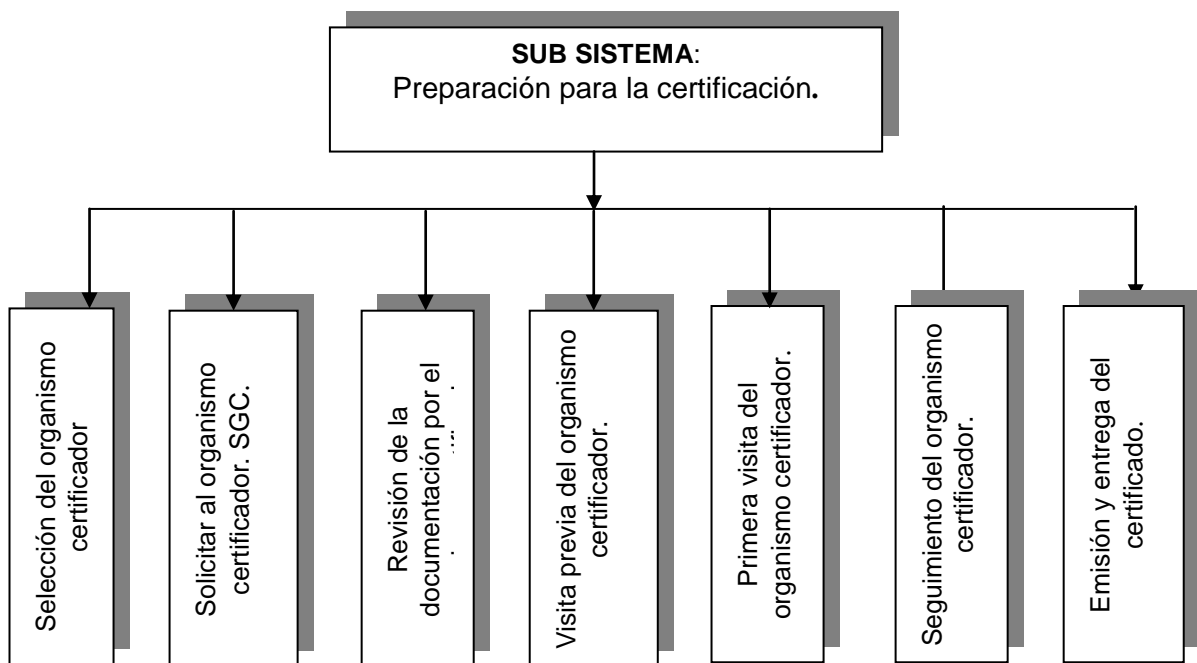 SUB SISTEMA:
Preparación para la certificación.
Selección del organismo
certificador
Solicitar al organismo
certificador. SGC.
Revisión de la
documentación por el
Visita previa del organismo
certificador.
Primera visita del
organismo certificador.
Seguimiento del organismo
certificador.
Emisión y entrega del
certificado.